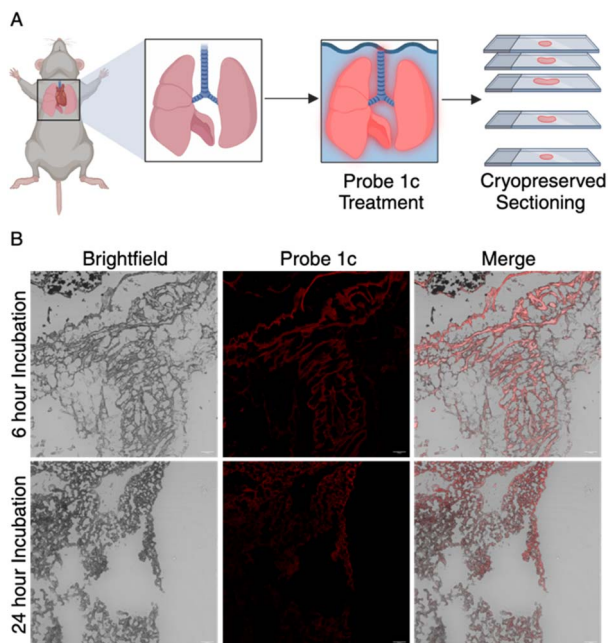 A
Probe 1c
Treatment
Cryopreserved
Sectioning
B
Brightfield
Probe 1c
Merge
6 hour Incubation
24 hour Incubation